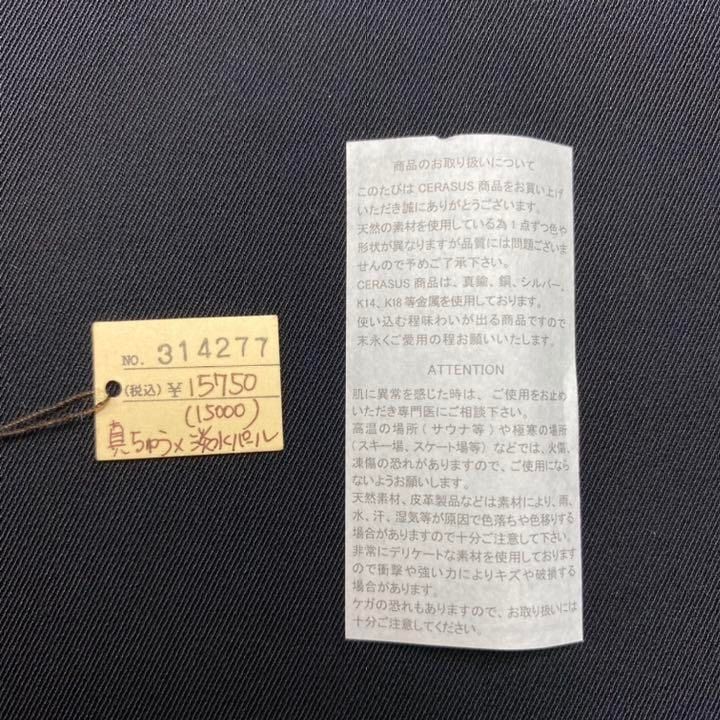 NO. 314277
(税込) ¥15750
(15000)
真ちゅう×淡水パール
商品のお取り扱いについて
このたびは CERASUS 商品をお買い上げ
いただき誠にありがとうございます。
天然の素材を使用している為1点ずつ色や
形状が異なりますが品質には問題ございま
せんので予めご了承下さい。
CERASUS 商品は、真鍮、銅、シルバー、
K14、K18 等金属を使用しております。
使い込む程味わいが出る商品ですので
末永くご愛用の程お願いいたします。
ATTENTION
肌に異常を感じた時は、ご使用をお止め
いただき専門医にご相談下さい。
高温の場所(サウナ等)や極寒の場所
(スキー場、スケート場等)などでは、火傷、
凍傷の恐れがありますので、ご使用になら
ないようお願いします。
天然素材、皮革製品などは素材により、雨、
水、汗、湿気等が原因で色落ちや色移りする
場合がありますので十分ご注意して下さい。
非常にデリケートな素材を使用しております
ので衝撃や強い力によりキズや破損する
場合があります。
ケガの恐れもありますので、お取り扱いには
十分ご注意してください。